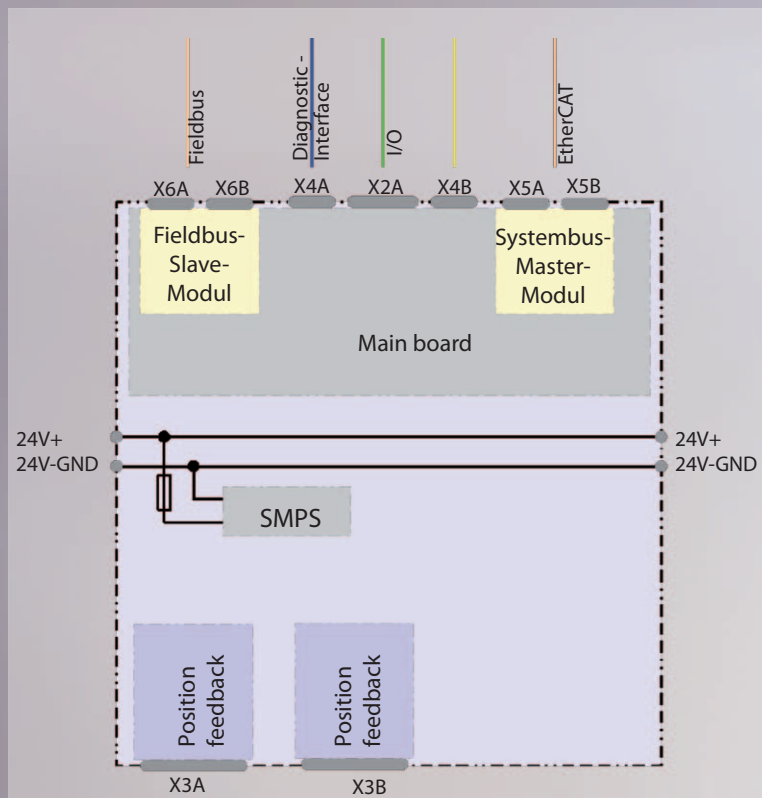 Fieldbus
Diagnostic -
Interface
I/O
EtherCAT
X6A
X6B
X4A
X2A
X4B
X5A
X5B
Fieldbus-
Slave-
Modul
Systembus-
Master-
Modul
Main board
24V+
24V+
24V-GND
24V-GND
SMPS
Position
feedback
Position
feedback
X3A
X3B